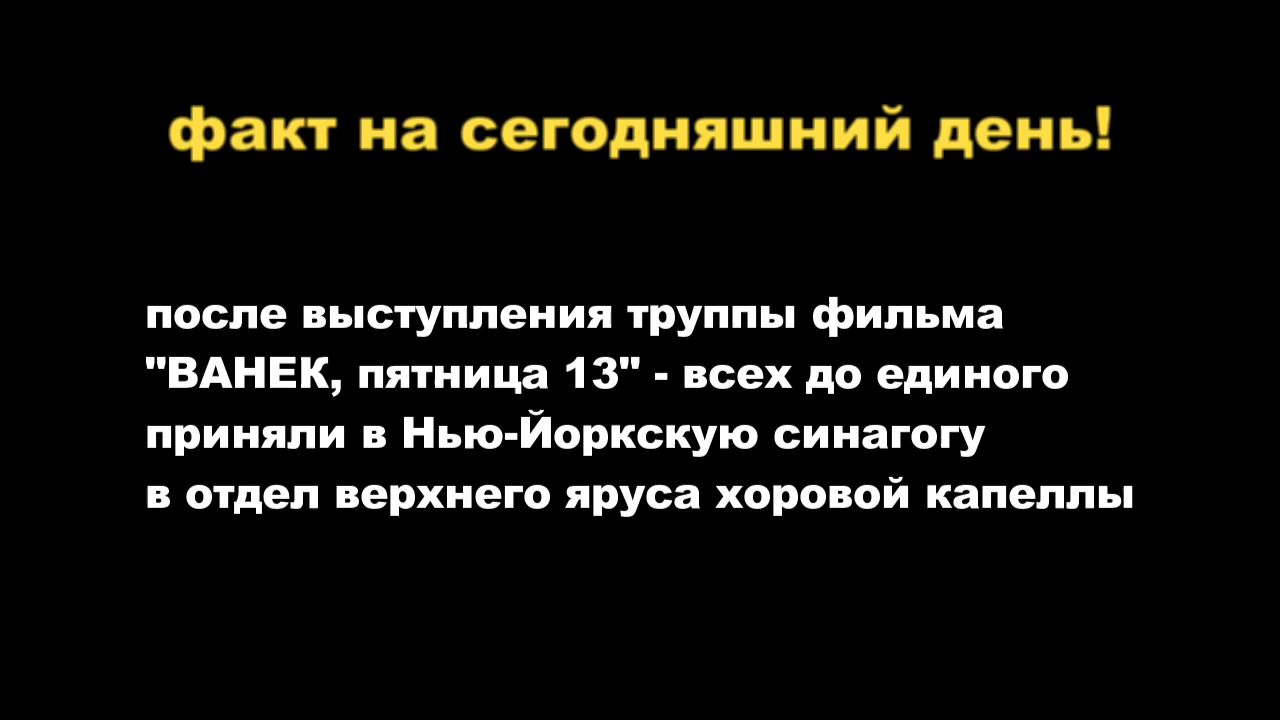 факт на сегодняшний день!
после выступления труппы фильма
"ВАНЕК, пятница 13" - всех до единого
приняли в Нью-Йоркскую синагогу
в отдел верхнего яруса хоровой капеллы